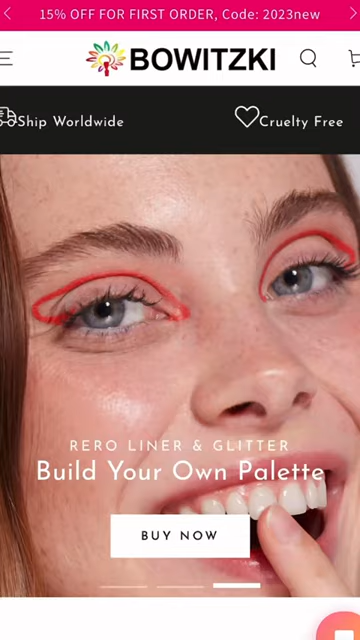 15% OFF FOR FIRST ORDER, Code: 2023new
BOWITZKI
Ship Worldwide
Cruelty Free
RERO LINER & GLITTER
Build Your Own Palette
BUY NOW